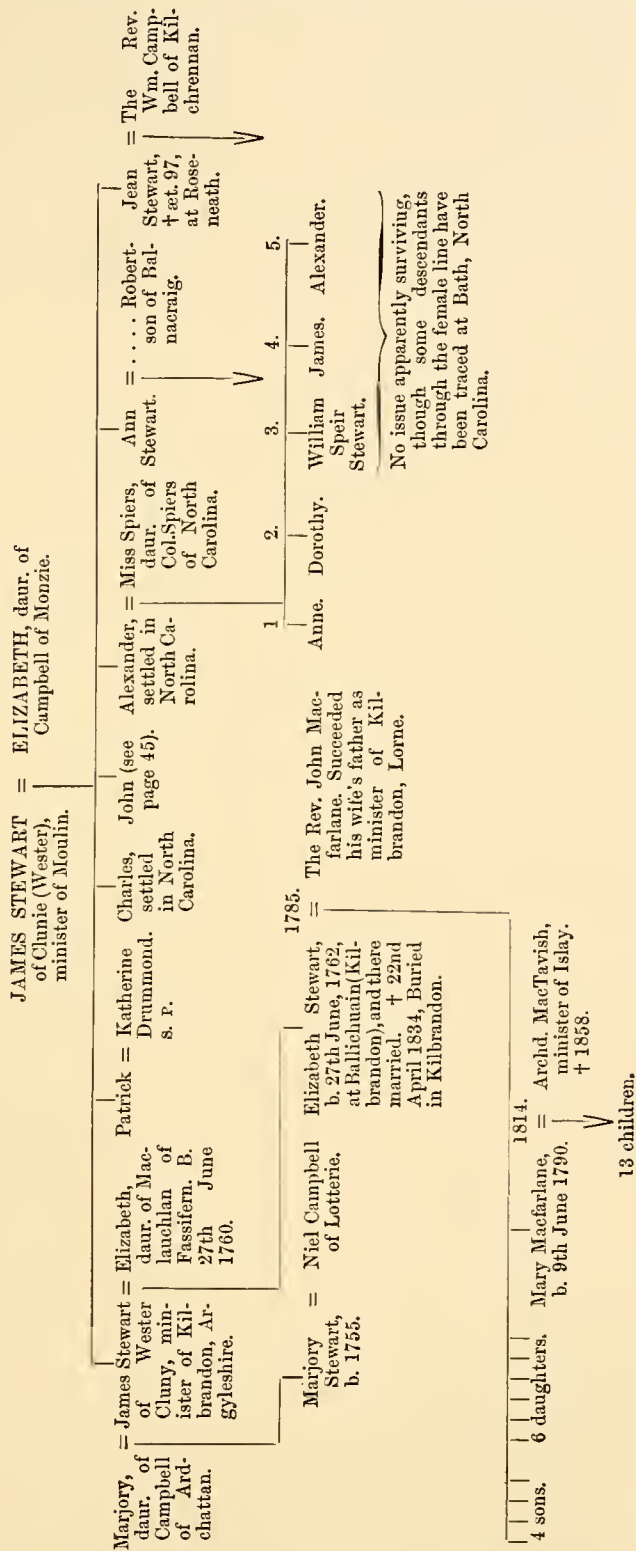 JAMES STEWART = ELIZABETH, daur. of
of Clunie (Wester), Campbell of Monzie.
minister of Moulin.
Marjory,
daur. of
Campbell
of Ard-
chattan.
= James Stewart
of Wester
Cluny, min-
ister of Kil-
brandon, Ar-
gyleshire.
= Elizabeth,
daur. of Mac-
lauchlan of
Fassifern. B.
27th June
1760.
Patrick = Katherine
Drummond.
s. p.
Charles,
settled
in North
Carolina.
John (see
page 45).
Alexander,
settled in
North Ca-
rolina.
= Miss Spiers,
daur. of
Col. Spiers
of North
Carolina.
Ann
Stewart.
= ..... Robert-
son of Bal-
nacraig.
Jean
Stewart,
† æt. 97,
at Rose-
neath.
= The Rev.
Wm. Camp-
bell of Kil-
chrennan.
1 2. 3. 4. 5.
Anne. Dorothy. William James. Alexander.
Speir
Stewart.
No issue apparently surviving,
though some descendants
through the female line have
been traced at Bath, North
Carolina.
Marjory
Stewart,
b. 1755.
= Niel Campbell
of Lotterie.
1785.
Elizabeth Stewart,
b. 27th June, 1762,
at Ballichuain (Kil-
brandon), and there
married. † 22nd
April 1834, Buried
in Kilbrandon.
= The Rev. John Mac-
farlane. Succeeded
his wife's father as
minister of Kil-
brandon, Lorne.
4 sons. 6 daughters.
1814.
Mary Macfarlane,
b. 9th June 1790.
= Archd. MacTavish,
minister of Islay.
† 1858.
13 children.